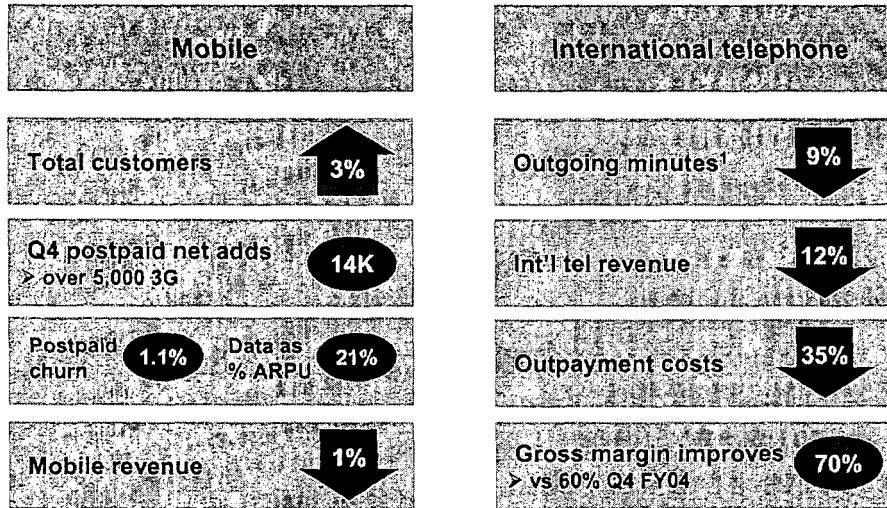 Mobile
Total customers
3%
Q4 postpaid net adds
➢ over 5,000 3G
14K
Postpaid
churn
1.1%
Data as
% ARPU
21%
Mobile revenue
1%
International telephone
Outgoing minutes¹
9%
Int'l tel revenue
12%
Outpayment costs
35%
Gross margin improves
➢ vs 60% Q4 FY04
70%